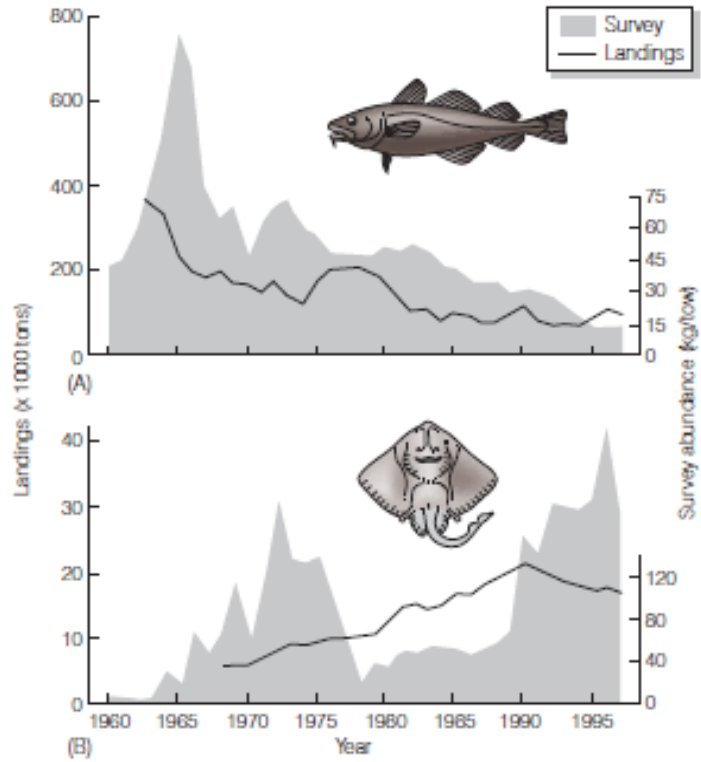 Survey
Landings
800
600
400
200
0
75
60
45
30
15
0
(A)
Landings (x 1000 tons)
Survey abundance (kg/tow)
40
30
20
10
0
120
80
40
0
1960 1965 1970 1975 1980 1985 1990 1995
(B)
Year